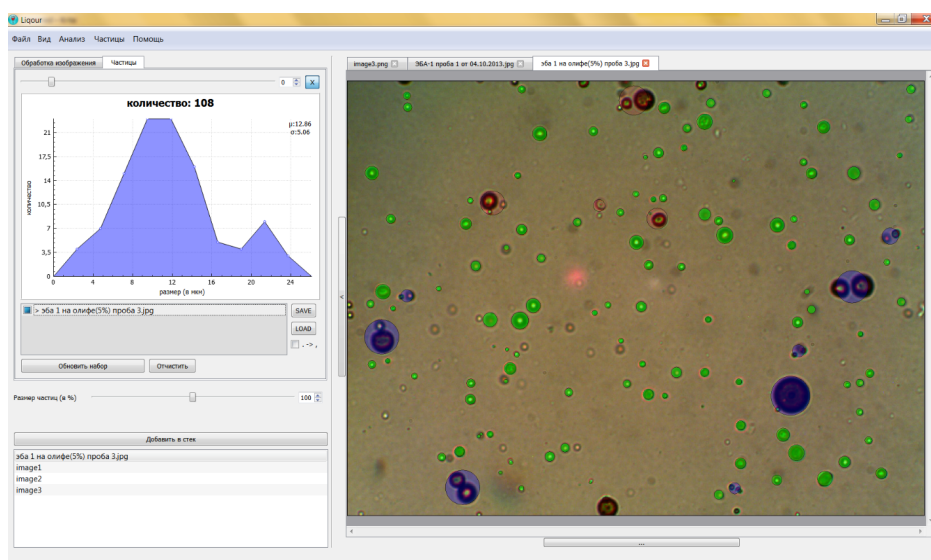 Liqour
Файл Вид Анализ Частицы Помощь
Обработка изображения Частицы
image3.png ЭБА-1 проба 1 от 04.10.2013.jpg эба 1 на олифе(5%) проба 3.jpg
0 X
количество: 108
μ:12.86
σ:5.06
21
17,5
14
10,5
7
3,5
0
количество
0 4 8 12 16 20 24
размер (в мкн)
> эба 1 на олифе(5%) проба 3.jpg
SAVE
LOAD
. -> ,
Обновить набор Отчистить
Размер частиц (в %) 100
Добавить в стек
эба 1 на олифе(5%) проба 3.jpg
image1
image2
image3
<
...